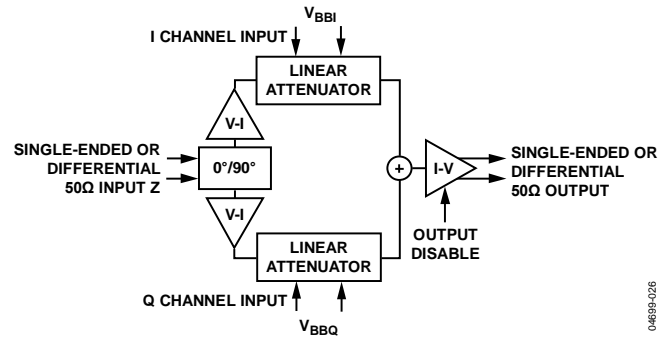 V_BBI
I CHANNEL INPUT
LINEAR
ATTENUATOR
V-I
SINGLE-ENDED OR
DIFFERENTIAL
50Ω INPUT Z
0°/90°
V-I
+
I-V
SINGLE-ENDED OR
DIFFERENTIAL
50Ω OUTPUT
OUTPUT
DISABLE
LINEAR
ATTENUATOR
Q CHANNEL INPUT
V_BBQ
04699-026